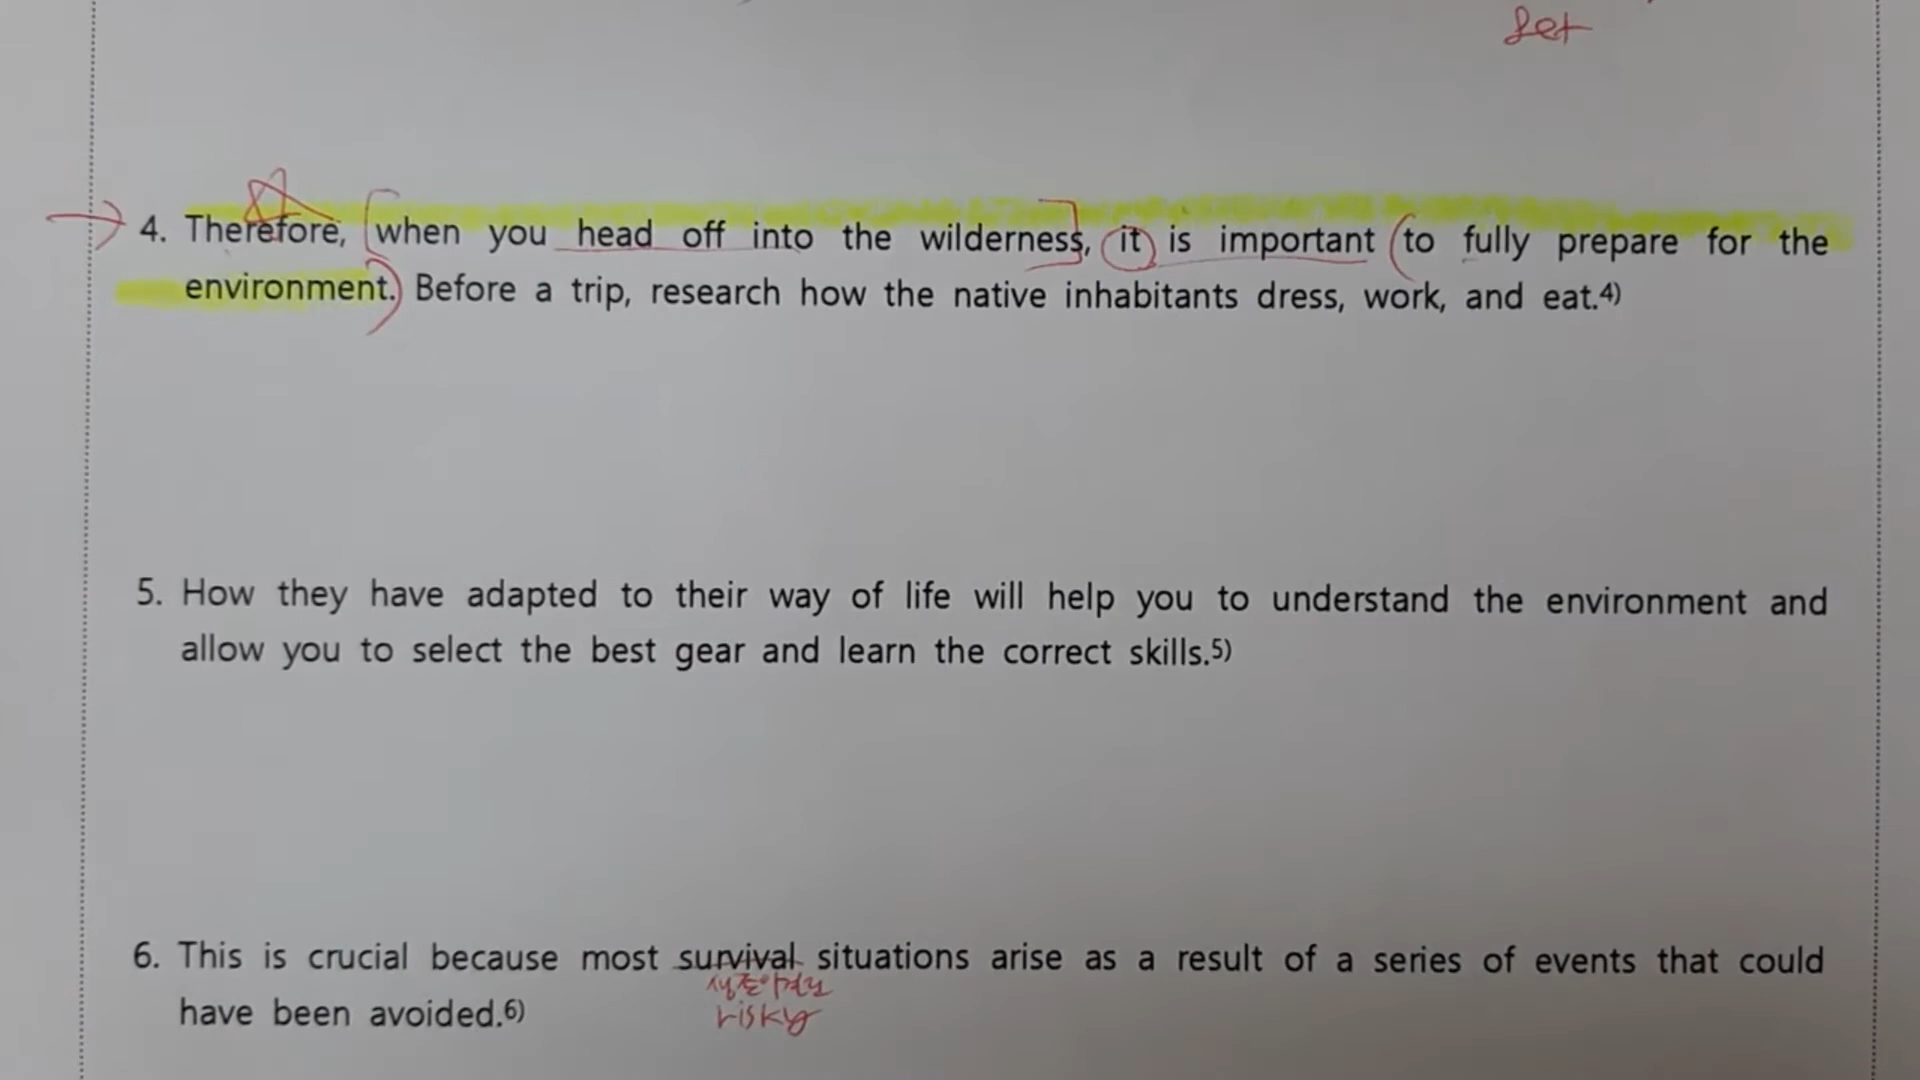 Set
4. Therefore, when you head off into the wilderness, it is important to fully prepare for the
environment. Before a trip, research how the native inhabitants dress, work, and eat.4)
5. How they have adapted to their way of life will help you to understand the environment and
allow you to select the best gear and learn the correct skills.5)
6. This is crucial because most survival situations arise as a result of a series of events that could
have been avoided.6)
risky